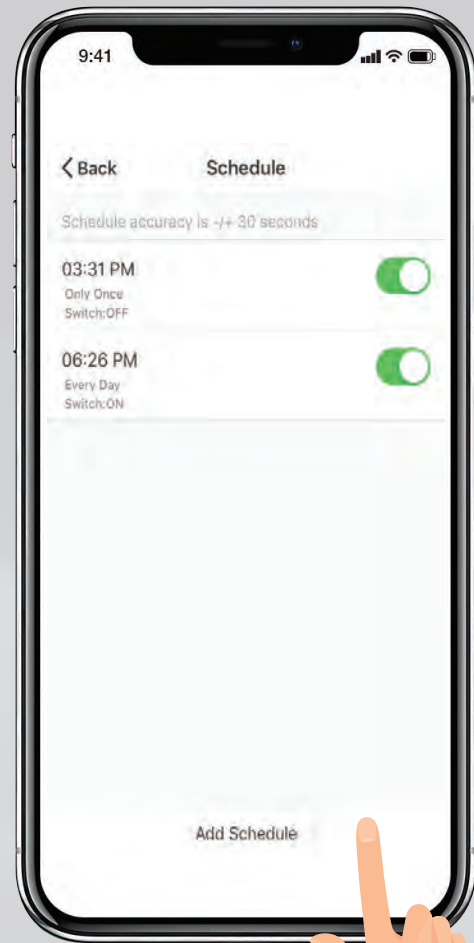 9:41
Back Schedule
Schedule accuracy is -/+ 30 seconds
03:31 PM
Only Once
Switch:OFF
06:26 PM
Every Day
Switch:ON
Add Schedule